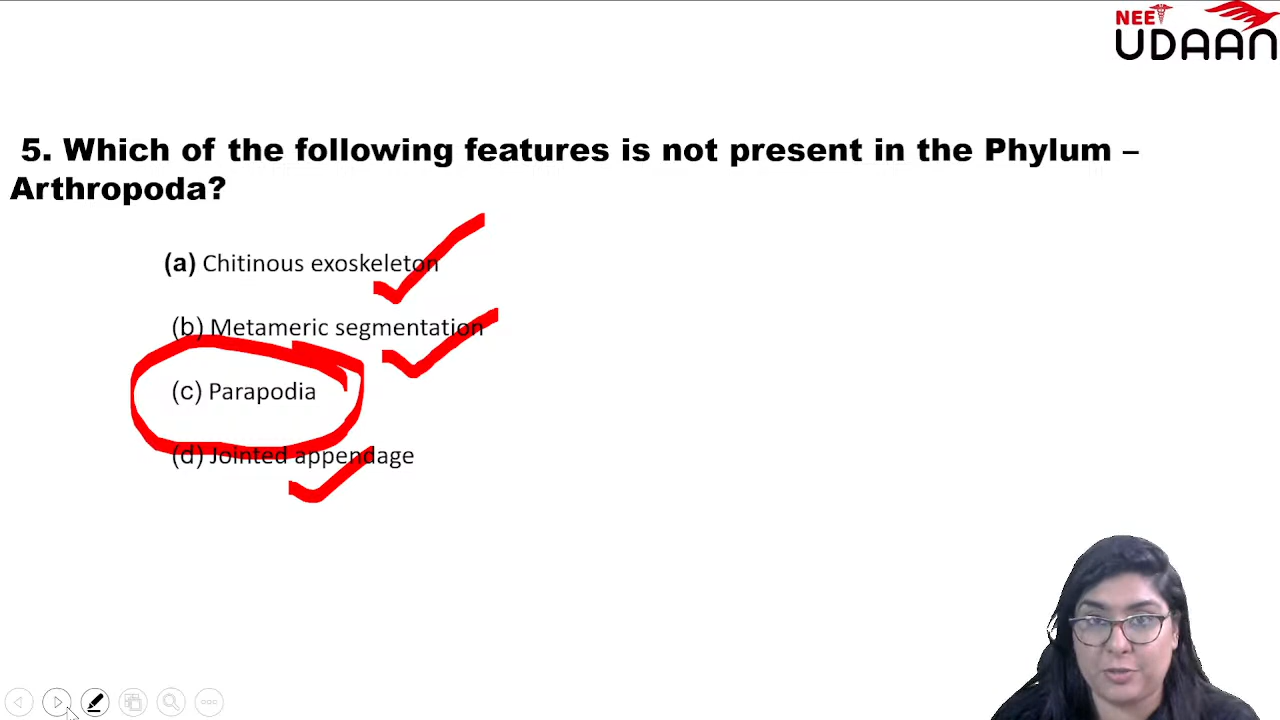 NEET
UDAAN
5. Which of the following features is not present in the Phylum –
Arthropoda?
(a) Chitinous exoskeleton
(b) Metameric segmentation
(c) Parapodia
(d) Jointed appendage